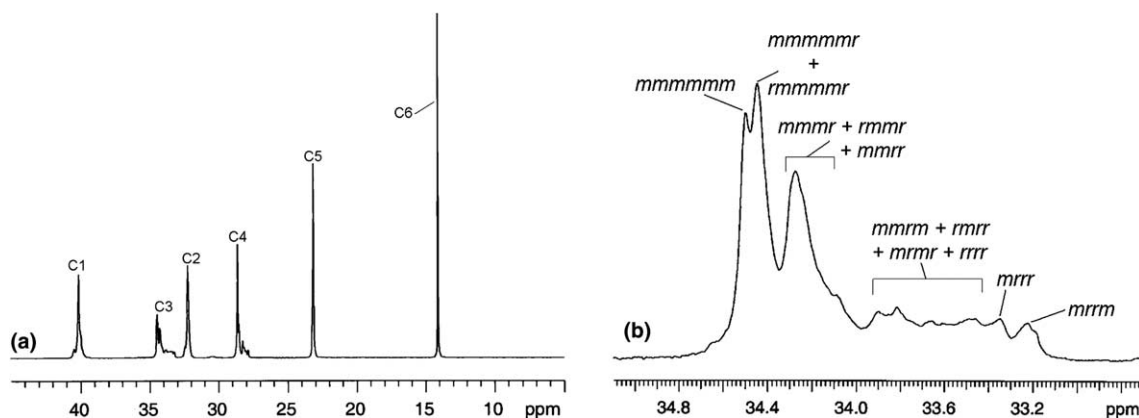 C1
C3
C2
C4
C5
C6
(a)
40 35 30 25 20 15 10 ppm
mmmmmm
mmmmmr
+
rmmmmr
mmmr + rmmr
+ mmrr
mmrm + rmrr
+ mrmr + rrrr
mrrr
mrrm
(b)
34.8 34.4 34.0 33.6 33.2 ppm